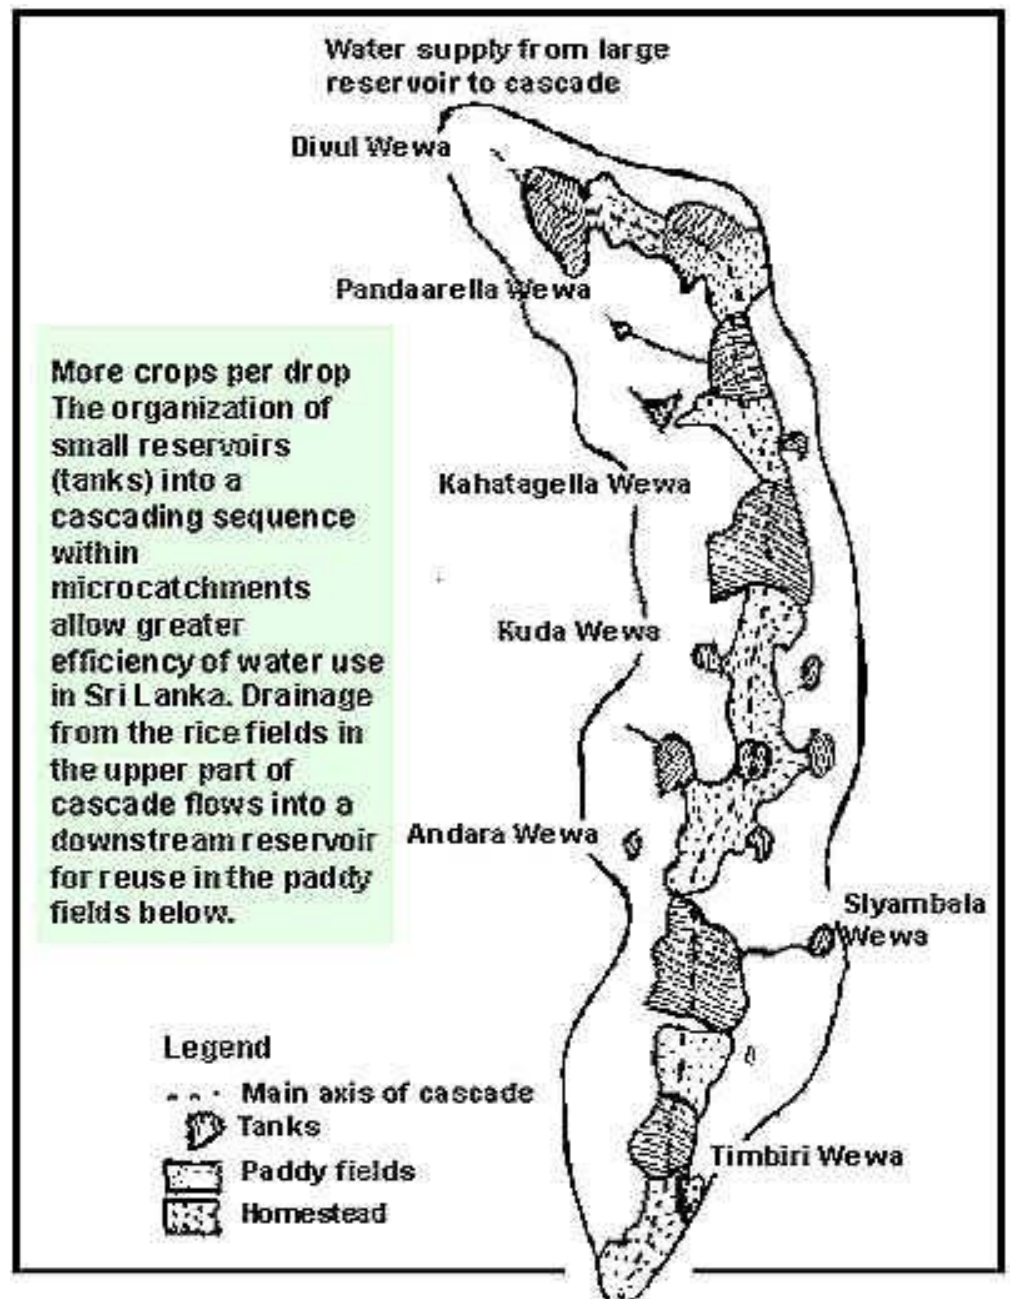 Water supply from large
reservoir to cascade
Divul Wewa
Pandaarella Wewa
More crops per drop
The organization of
small reservoirs
(tanks) into a
cascading sequence
within
microcatchments
allow greater
efficiency of water use
in Sri Lanka. Drainage
from the rice fields in
the upper part of
cascade flows into a
downstream reservoir
for reuse in the paddy
fields below.
Kahatagella Wewa
Kuda Wewa
Andara Wewa
Slyambala
Wewa
Legend
Main axis of cascade
Tanks
Paddy fields
Homestead
Timbiri Wewa